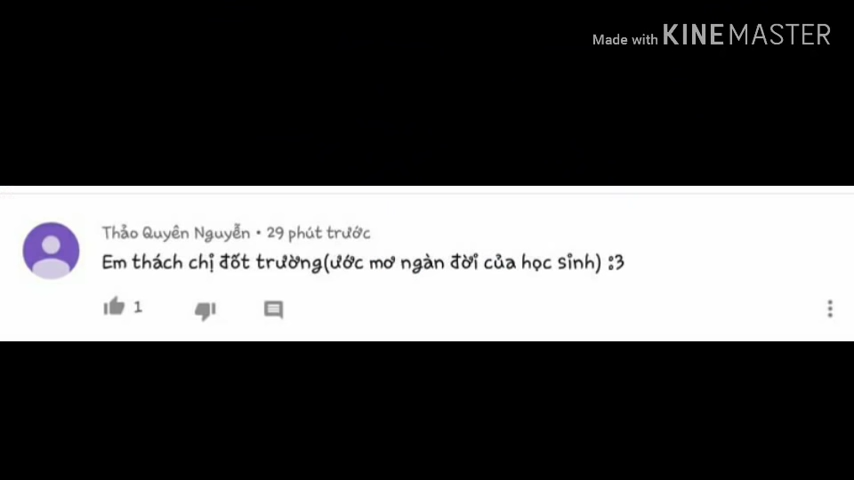 Made with KINEMASTER
Thảo Quyên Nguyễn • 29 phút trước
Em thách chị đốt trường(ước mơ ngàn đời của học sinh) :3
1